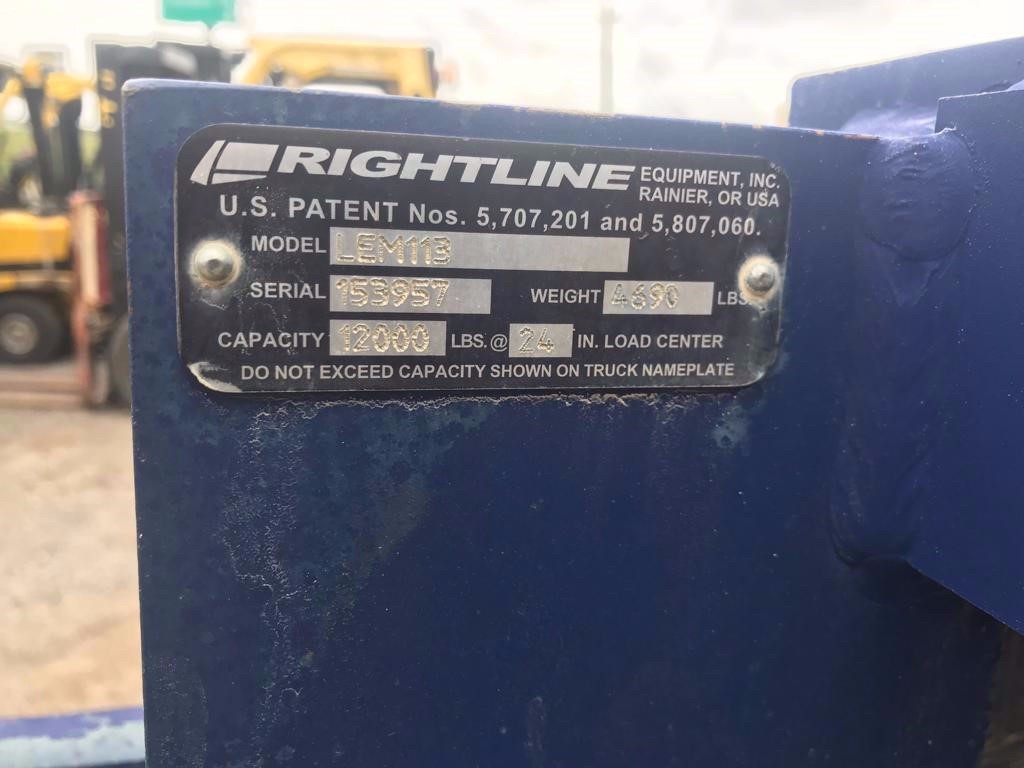 RIGHTLINE EQUIPMENT, INC.
RAINIER, OR USA
U.S. PATENT Nos. 5,707,201 and 5,807,060.
MODEL LEM113
SERIAL 153957 WEIGHT 4690 LBS.
CAPACITY 12000 LBS. @ 24 IN. LOAD CENTER
DO NOT EXCEED CAPACITY SHOWN ON TRUCK NAMEPLATE